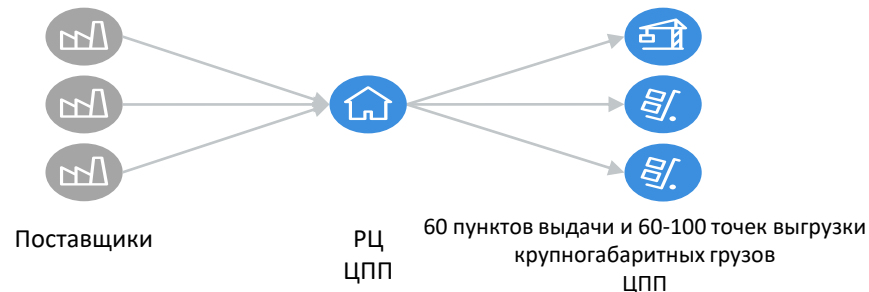 Поставщики
РЦ
ЦПП
60 пунктов выдачи и 60-100 точек выгрузки
крупногабаритных грузов
ЦПП